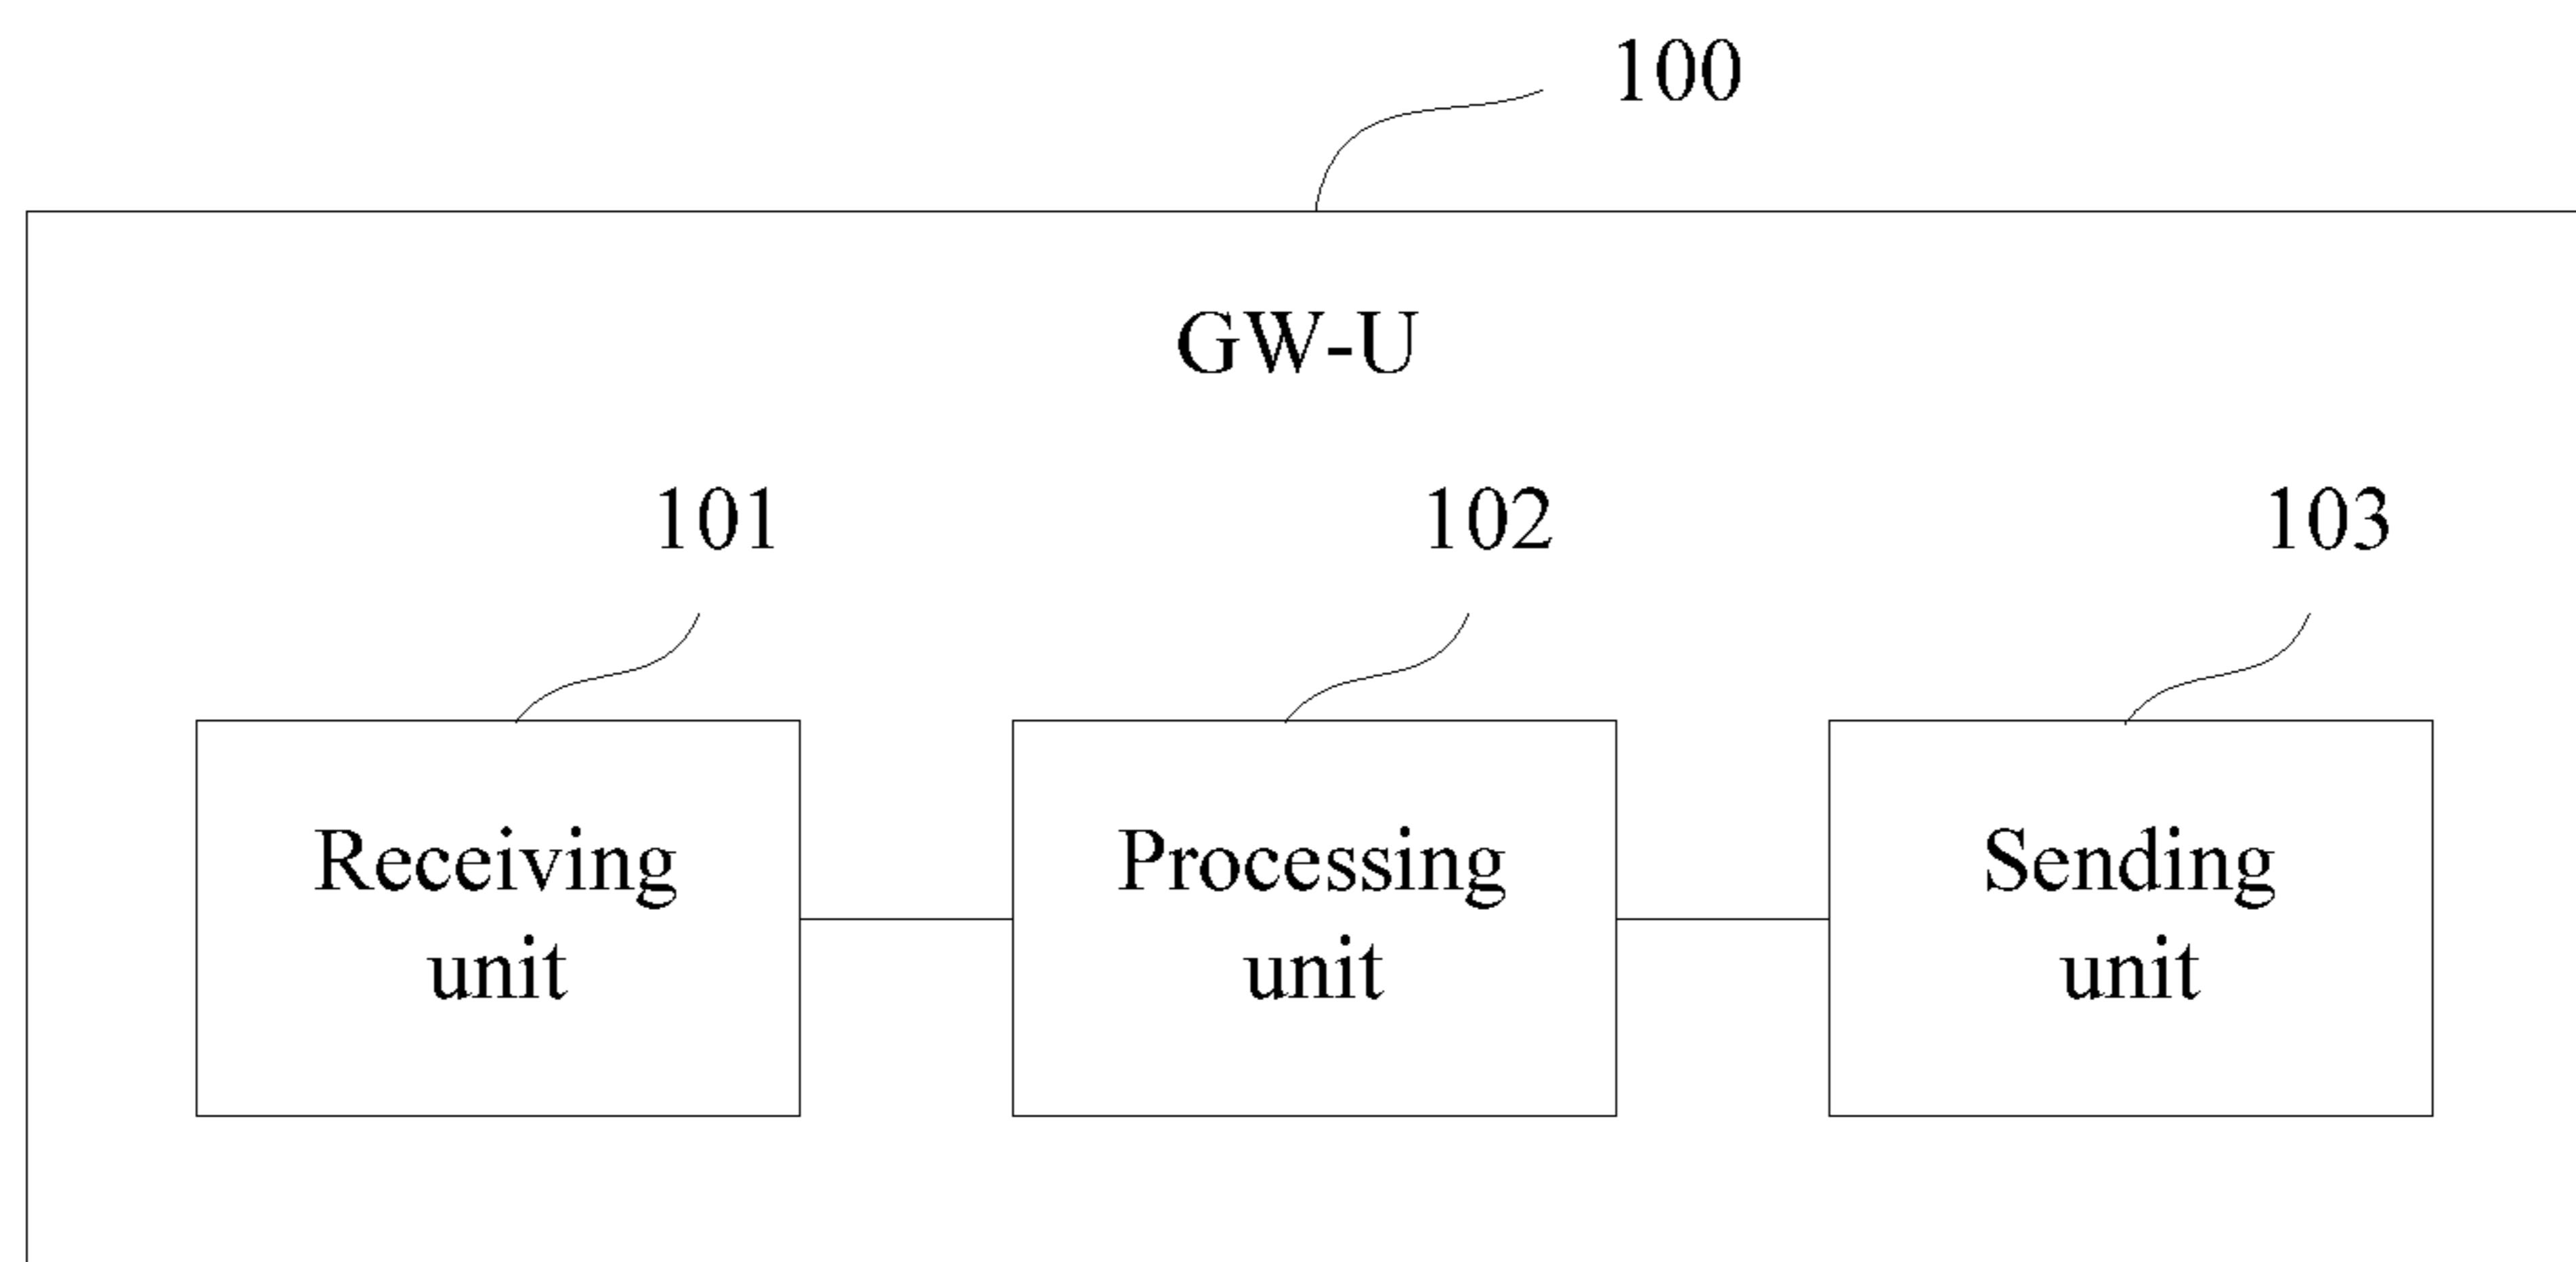 100
GW-U
101
102
103
Receiving
unit
Processing
unit
Sending
unit